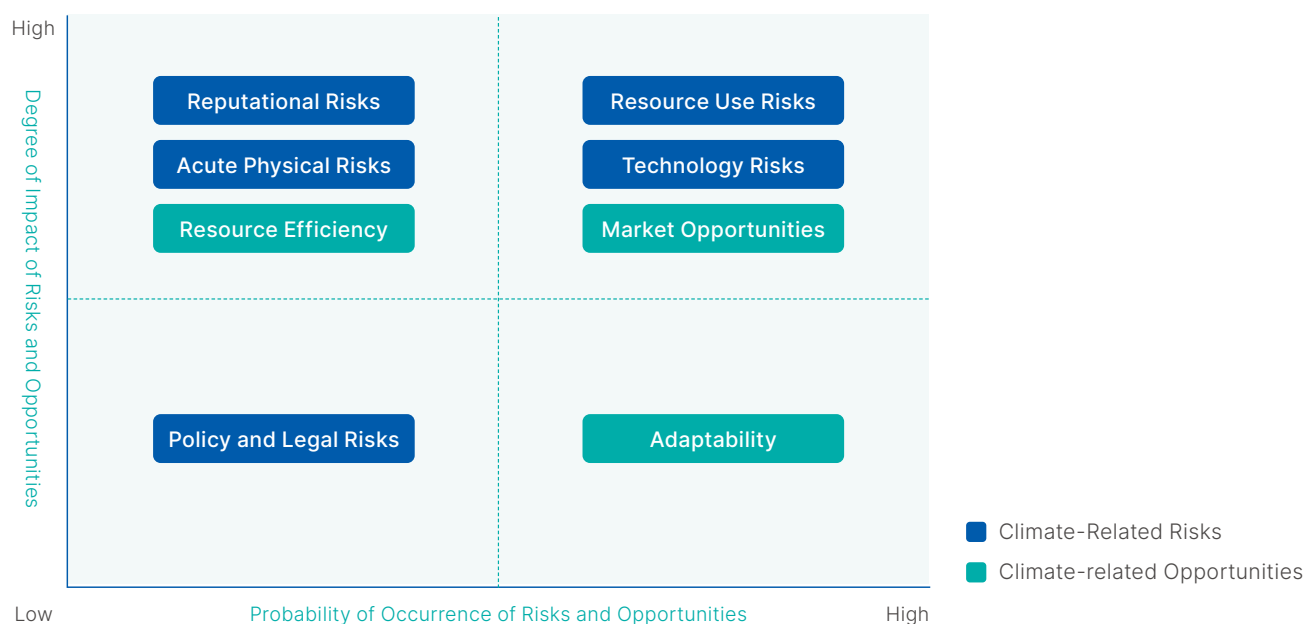 High
Degree of Impact of Risks and Opportunities
Reputational Risks
Resource Use Risks
Acute Physical Risks
Technology Risks
Resource Efficiency
Market Opportunities
Policy and Legal Risks
Adaptability
Climate-Related Risks
Climate-related Opportunities
Low
Probability of Occurrence of Risks and Opportunities
High